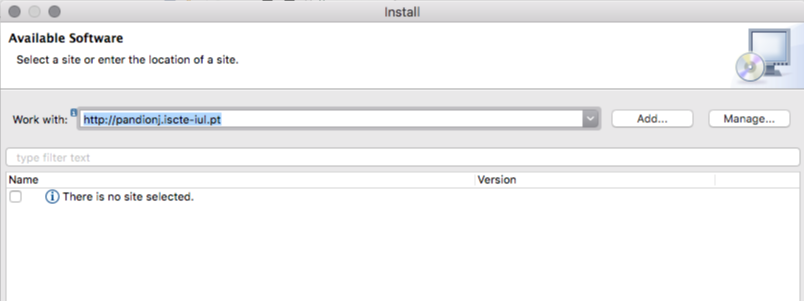 Install
Available Software
Select a site or enter the location of a site.
Work with: http://pandionj.iscte-iul.pt Add... Manage...
type filter text
Name Version
There is no site selected.